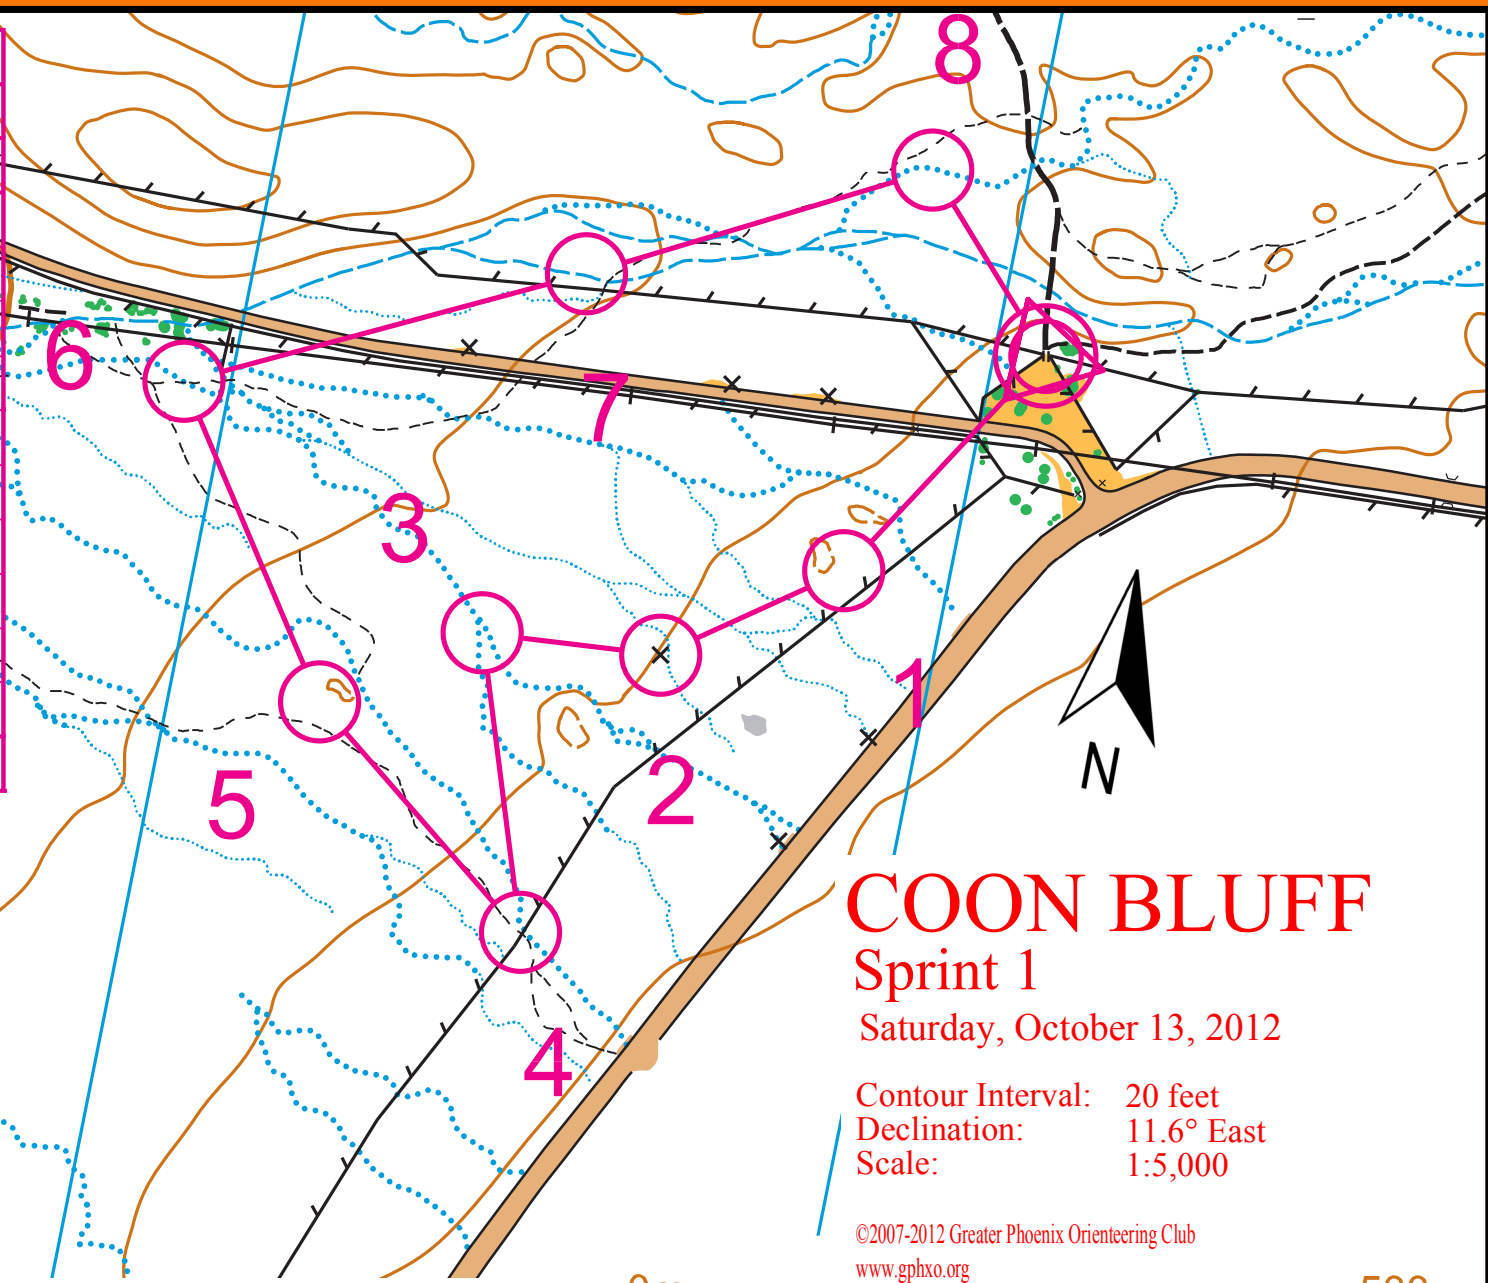 8
6
7
3
1
2
5
4
N
COON BLUFF
Sprint 1
Saturday, October 13, 2012
Contour Interval: 20 feet
Declination: 11.6° East
Scale: 1:5,000
©2007-2012 Greater Phoenix Orienteering Club
www.gphxo.org